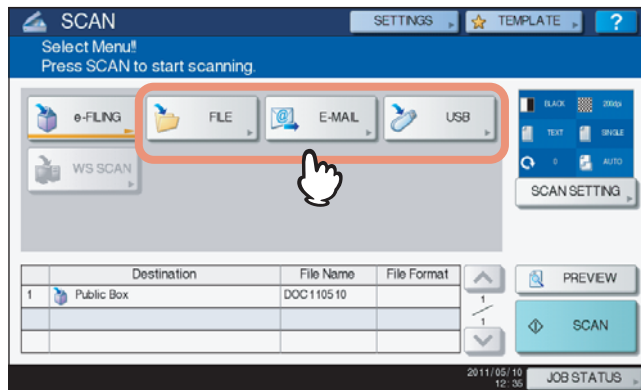 SCAN
SETTINGS
TEMPLATE
?
Select Menu!!
Press SCAN to start scanning.
e-FILING
FILE
@
E-MAIL
USB
BLACK
200dpi
TEXT
SINGLE
0
AUTO
WS SCAN
SCAN SETTING
Destination File Name File Format
1 Public Box DOC110510
1
1
PREVIEW
SCAN
2011/05/10
12:35
JOB STATUS